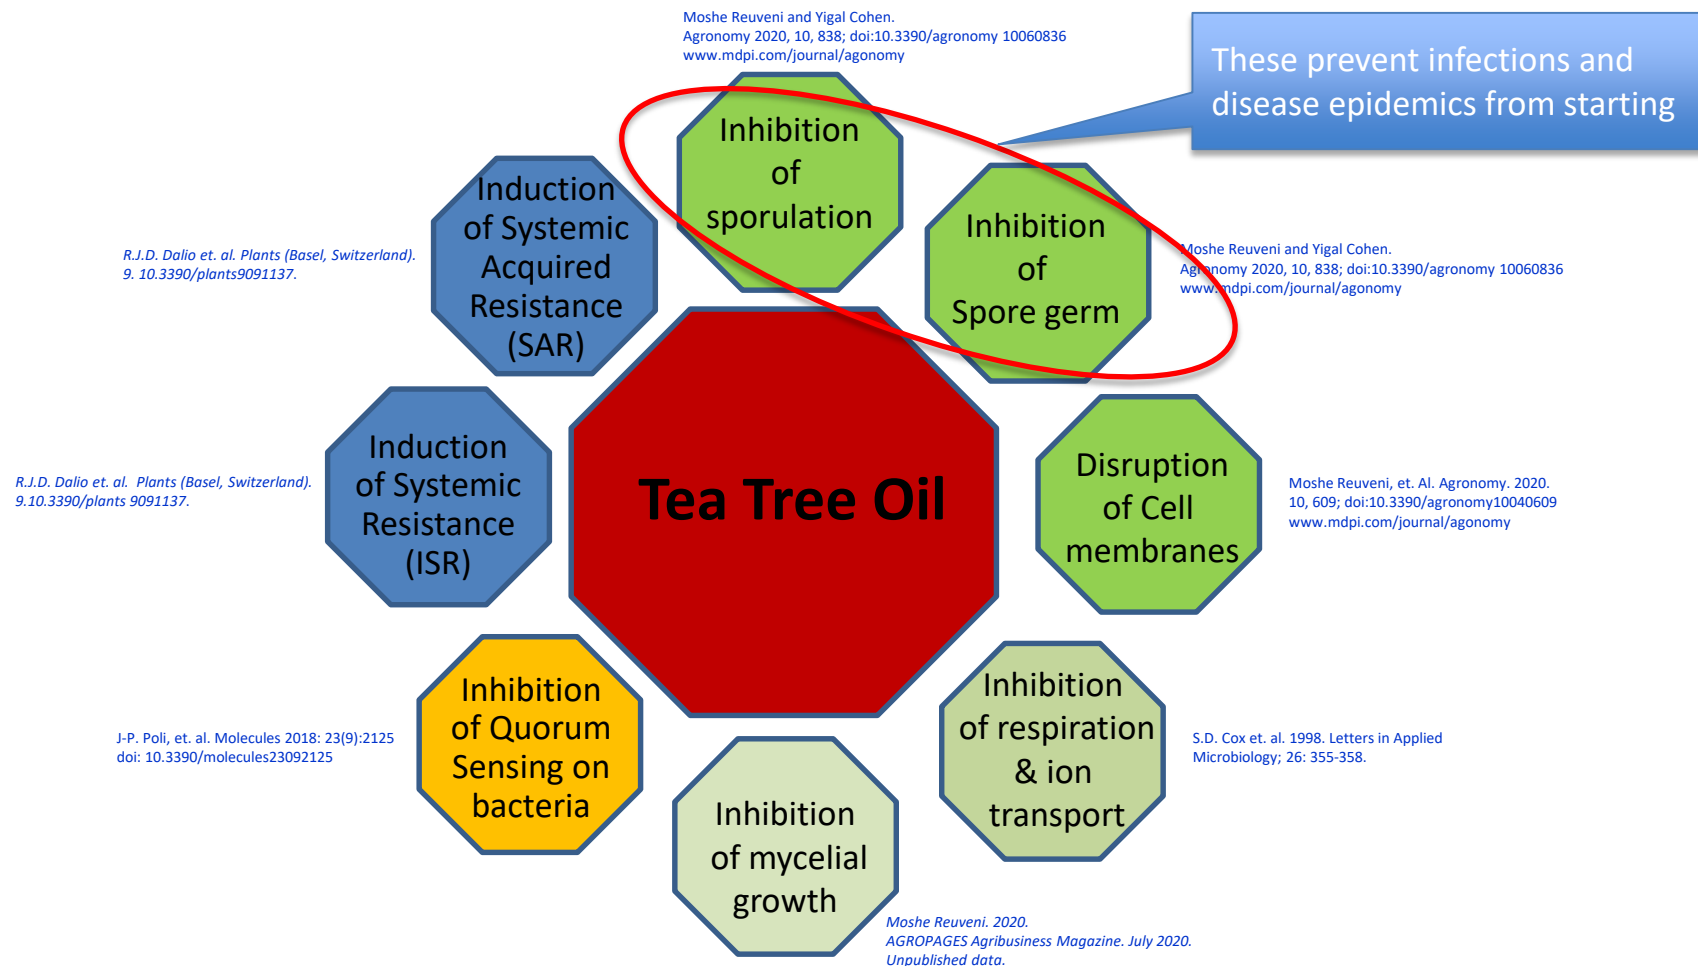 Moshe Reuveni and Yigal Cohen.
Agronomy 2020, 10, 838; doi:10.3390/agronomy 10060836
www.mdpi.com/journal/agonomy
These prevent infections and
disease epidemics from starting
Inhibition
of
sporulation
Inhibition
of
Spore germ
Moshe Reuveni and Yigal Cohen.
Agronomy 2020, 10, 838; doi:10.3390/agronomy 10060836
www.mdpi.com/journal/agonomy
Induction
of Systemic
Acquired
Resistance
(SAR)
R.J.D. Dalio et. al. Plants (Basel, Switzerland).
9. 10.3390/plants9091137.
Induction
of Systemic
Resistance
(ISR)
R.J.D. Dalio et. al.  Plants (Basel, Switzerland).
9.10.3390/plants 9091137.
Tea Tree Oil
Disruption
of Cell
membranes
Moshe Reuveni, et. Al. Agronomy. 2020.
10, 609; doi:10.3390/agronomy10040609
www.mdpi.com/journal/agonomy
Inhibition
of Quorum
Sensing on
bacteria
J-P. Poli, et. al. Molecules 2018: 23(9):2125
doi: 10.3390/molecules23092125
Inhibition
of respiration
& ion
transport
S.D. Cox et. al. 1998. Letters in Applied
Microbiology; 26: 355-358.
Inhibition
of mycelial
growth
Moshe Reuveni. 2020.
AGROPAGES Agribusiness Magazine. July 2020.
Unpublished data.